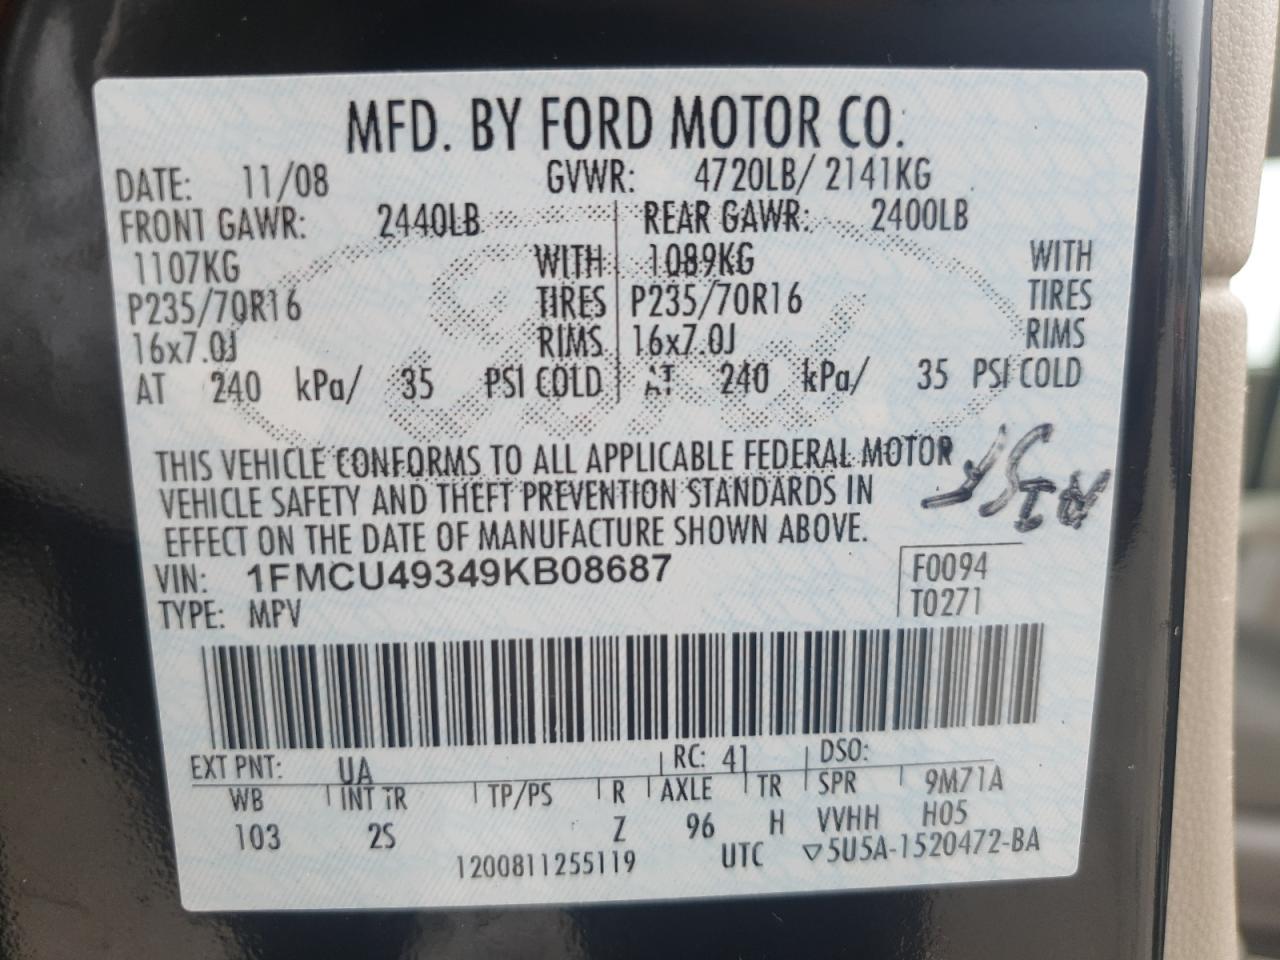 MFD. BY FORD MOTOR CO.
DATE: 11/08 GVWR: 4720LB/ 2141KG
FRONT GAWR: 2440LB REAR GAWR: 2400LB
1107KG WITH 1089KG WITH
P235/70R16 TIRES P235/70R16 TIRES
16x7.0J RIMS 16x7.0J RIMS
AT 240 kPa/ 35 PSI COLD AT 240 kPa/ 35 PSI COLD
THIS VEHICLE CONFORMS TO ALL APPLICABLE FEDERAL MOTOR
VEHICLE SAFETY AND THEFT PREVENTION STANDARDS IN
EFFECT ON THE DATE OF MANUFACTURE SHOWN ABOVE.
VIN: 1FMCU49349KB08687 F0094
TYPE: MPV T0271
EXT PNT: UA RC: 41 DSO:
WB INT TR TP/PS R AXLE TR SPR 9M71A
103 2S Z 96 H VVHH H05
1200811255119 UTC ▽5U5A-1520472-BA